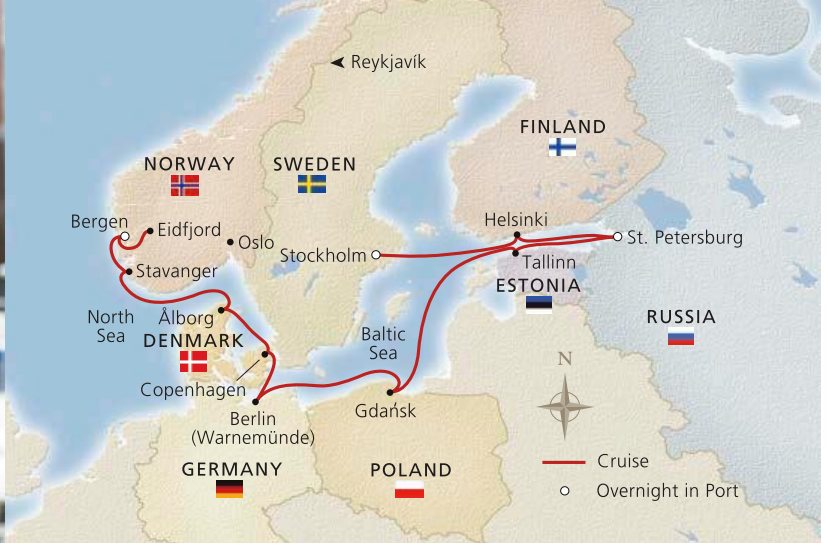 Reykjavík
FINLAND
NORWAY
SWEDEN
Bergen
Eidfjord
Oslo
Helsinki
Stockholm
St. Petersburg
Stavanger
Tallinn
ESTONIA
North
Sea
Ålborg
DENMARK
Baltic
Sea
RUSSIA
Copenhagen
N
Berlin
(Warnemünde)
Gdańsk
GERMANY
POLAND
Cruise
Overnight in Port